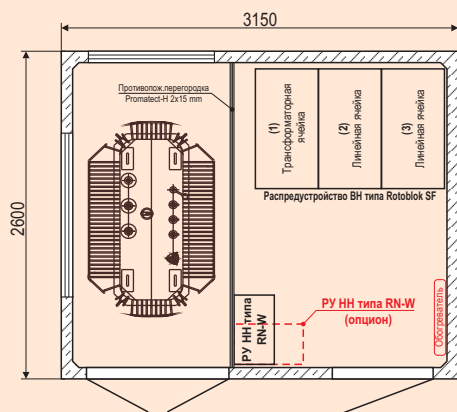 3150
2600
Противопож.перегородка
Promatect-H 2x15 mm
(1)
Трансформаторная
ячейка
(2)
Линейная ячейка
(3)
Линейная ячейка
Распредустройство ВН типа Rotoblok SF
РУ НН типа
RN-W
РУ НН типа RN-W
(опцион)
Обогреватель